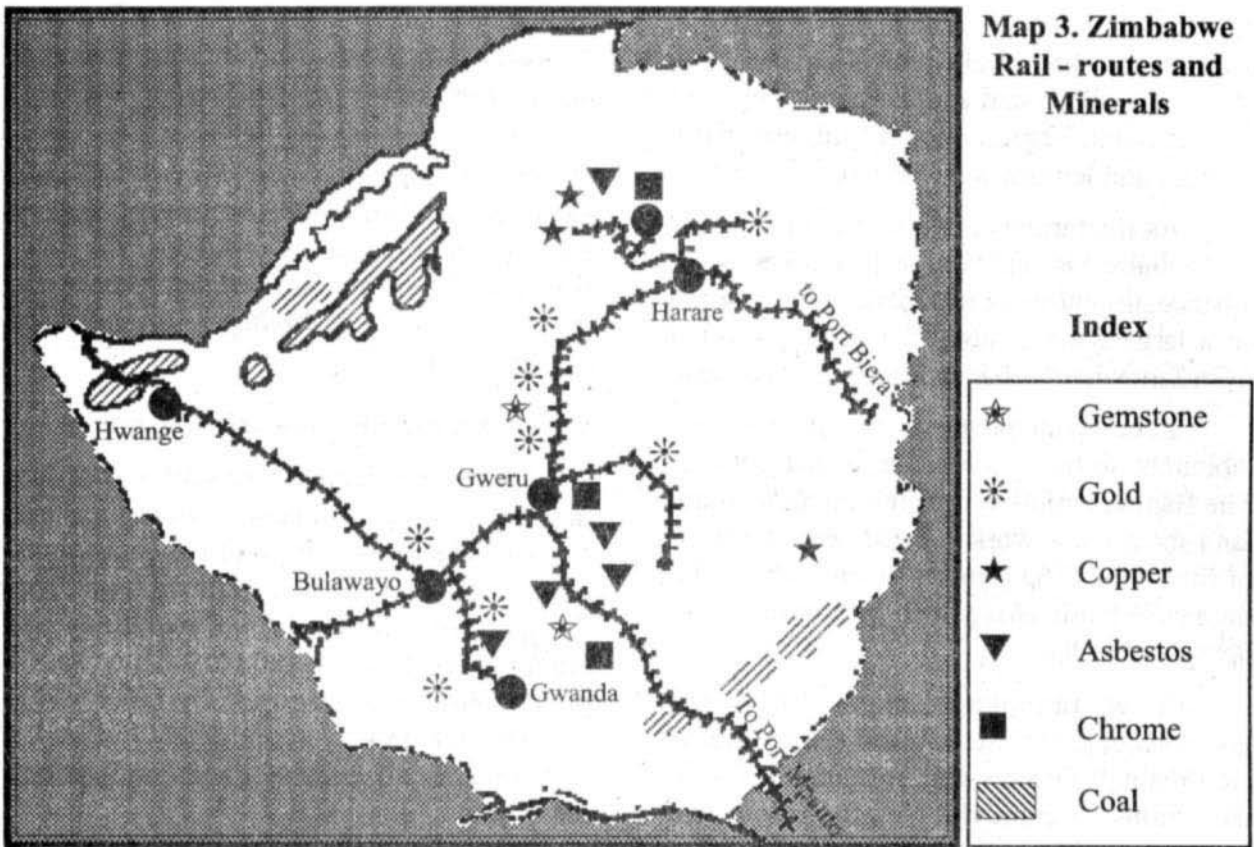 Map 3. Zimbabwe
Rail - routes and
Minerals
Harare
to Port Biera
Hwange
Gweru
Bulawayo
Gwanda
To Port
Index
Gemstone
Gold
Copper
Asbestos
Chrome
Coal